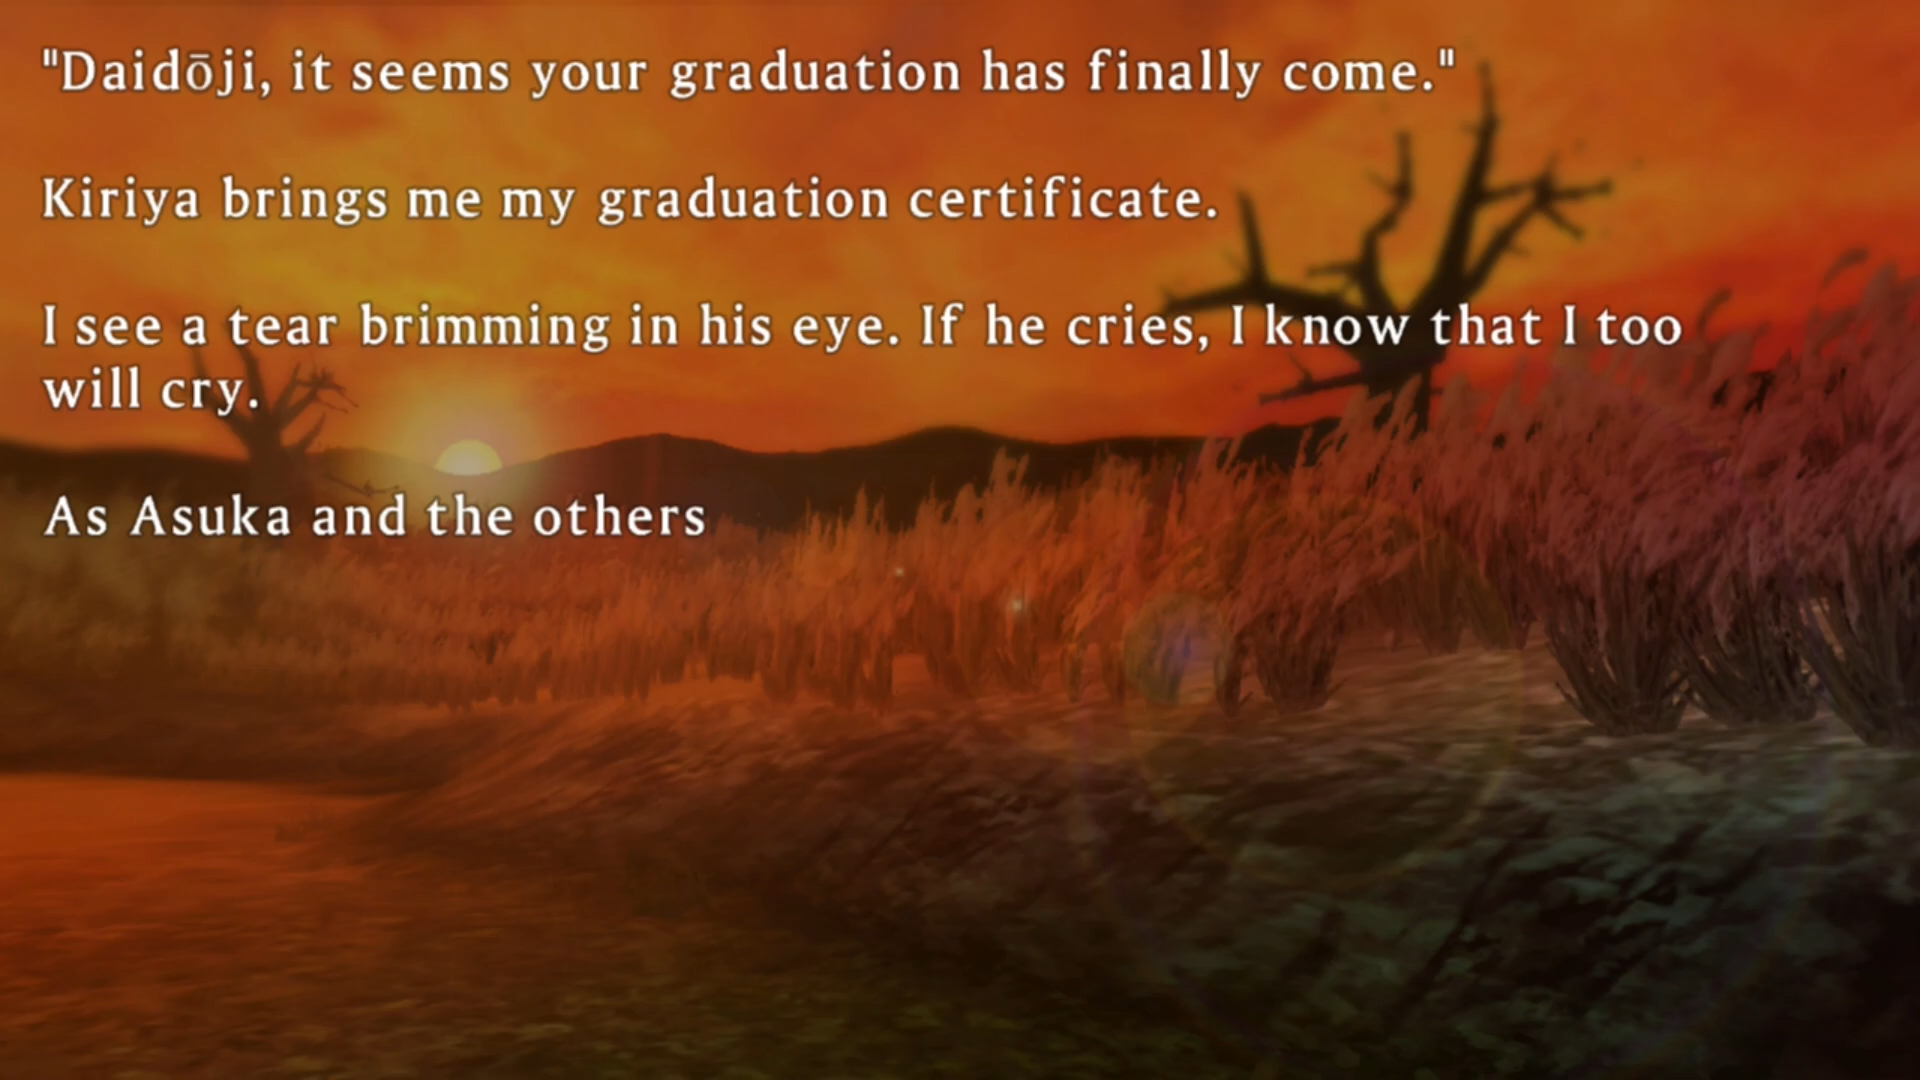 "Daidōji, it seems your graduation has finally come."
Kiriya brings me my graduation certificate.
I see a tear brimming in his eye. If he cries, I know that I too
will cry.
As Asuka and the others